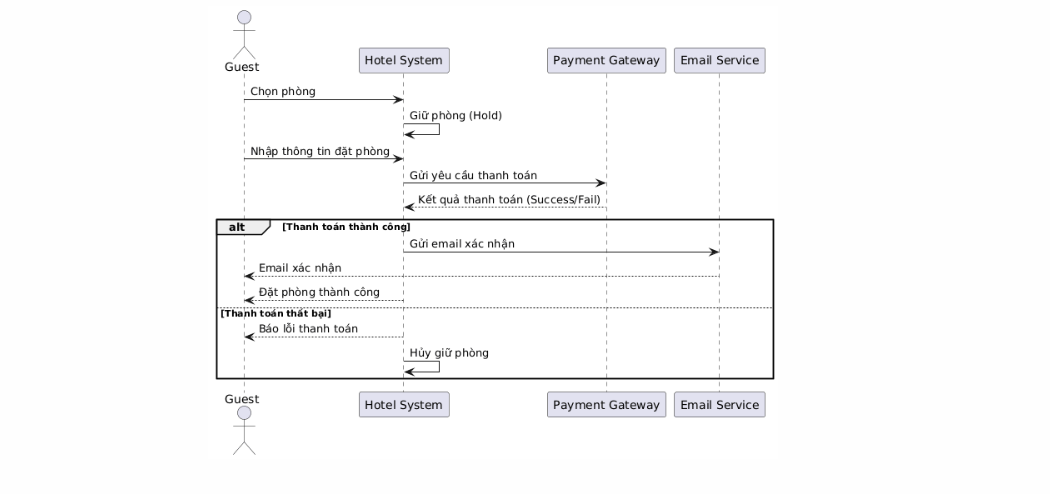 Guest
Hotel System
Payment Gateway
Email Service
Chọn phòng
Giữ phòng (Hold)
Nhập thông tin đặt phòng
Gửi yêu cầu thanh toán
Kết quả thanh toán (Success/Fail)
alt
[Thanh toán thành công]
Gửi email xác nhận
Email xác nhận
Đặt phòng thành công
[Thanh toán thất bại]
Báo lỗi thanh toán
Hủy giữ phòng
Guest
Hotel System
Payment Gateway
Email Service